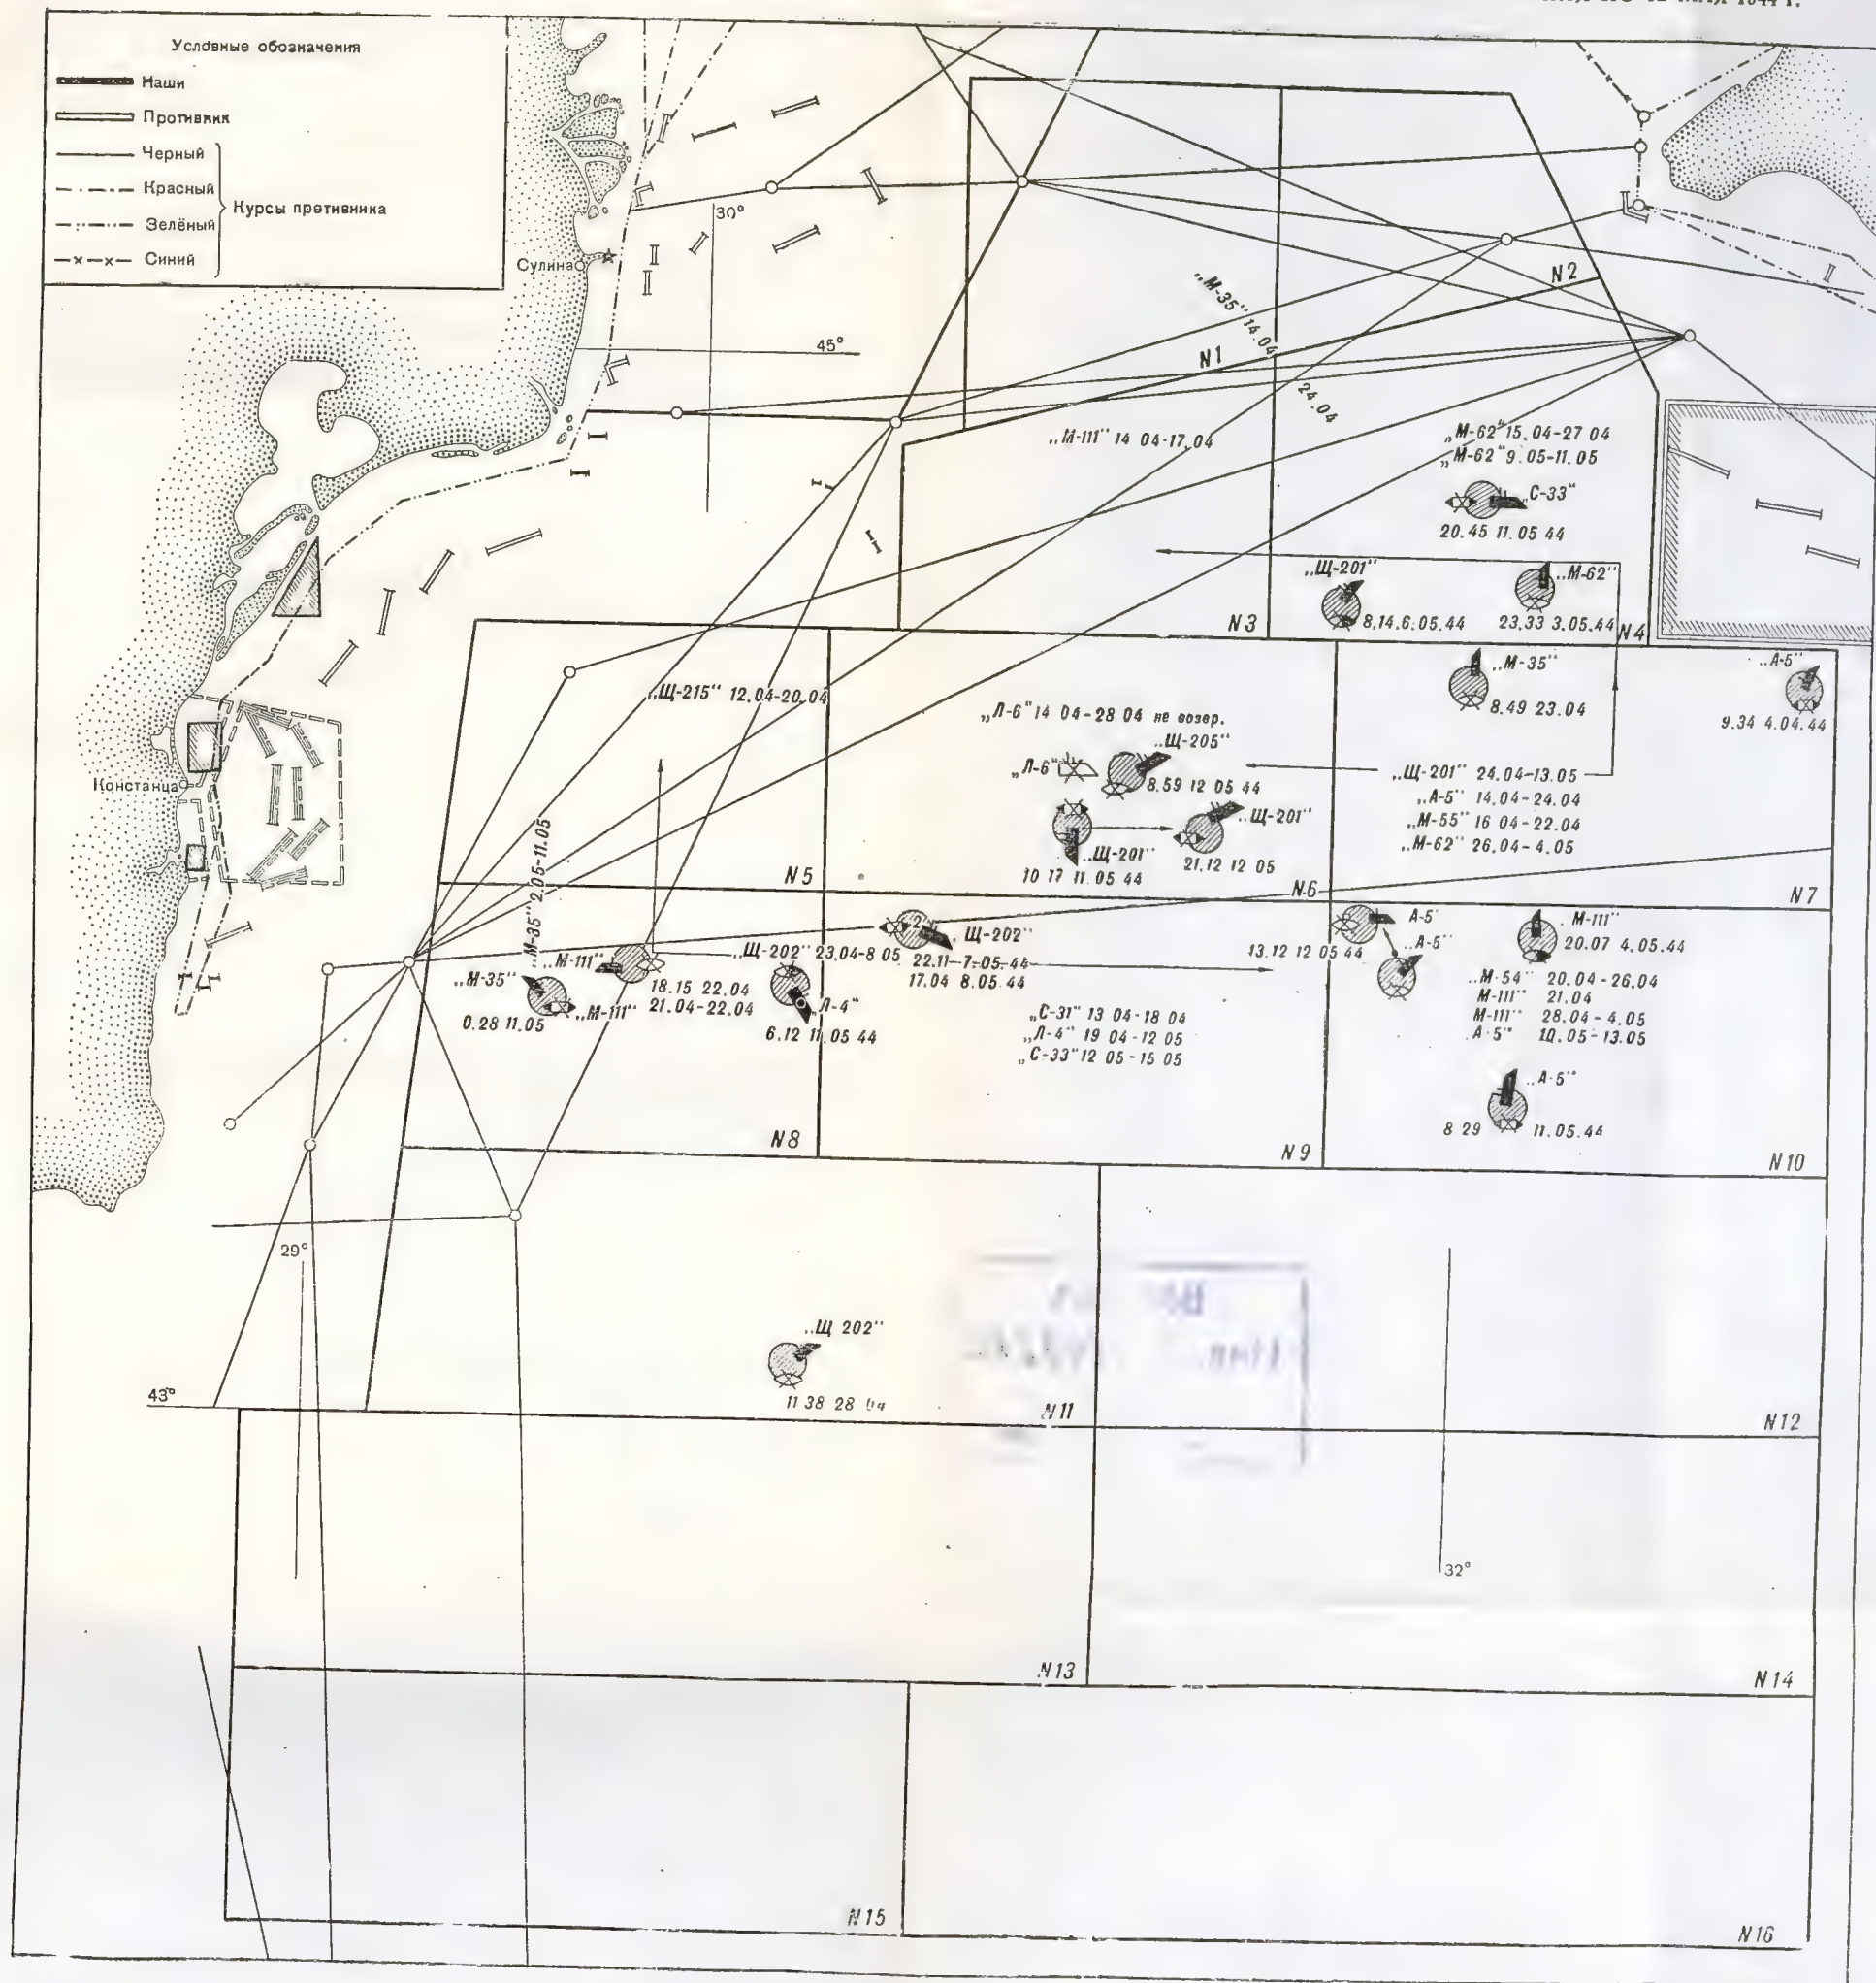 МАЯ 1944 г.
Условные обозначения
Наши
Противник
Черный
Красный
Зелёный
Синий
Курсы противника
30°
Сулина
45°
N2
„М-35" 14.04
24.04
N1
„М-111" 14 04-17.04
„М-62" 15.04-27 04
„М-62" 9.05-11.05
„С-33"
20.45 11.05 44
„Щ-201"
8.14.6.05.44
„М-62"
23.33 3.05.44
N3
N4
„М-35"
8.49 23.04
„А-5"
9.34 4.04.44
„Щ-215" 12.04-20.04
„Л-6" 14 04-28 04 не возвр.
„Щ-205"
„Л-6"
8.59 12 05 44
„Щ-201"
21.12 12 05
„Щ-201"
10 17 11.05 44
„Щ-201" 24.04-13.05
„А-5" 14.04-24.04
„М-55" 16 04-22.04
„М-62" 26.04-4.05
Констанца
N5
N6
N7
„М-35" 2.05-11.05
„М-35"
0.28 11.05
„М-111"
„М-111"
18.15 22.04
21.04-22.04
„Щ-202" 23.04-8 05
„Л-4"
6.12 11.05 44
Щ-202"
22.11-7.05.44
17.04 8.05.44
„С-31" 13 04-18 04
„Л-4" 19 04-12 05
„С-33" 12 05-15 05
А-5"
13.12 12 05 44
„А-5"
М-111"
20.07 4.05.44
„М-54" 20.04-26.04
М-111" 21.04
М-111" 28.04-4.05
А-5" 10.05-13.05
„А-5"
8 29 11.05.44
N8
N9
N10
29°
„Щ 202"
11 38 28 04
43°
N11
N12
32°
N13
N14
N15
N16